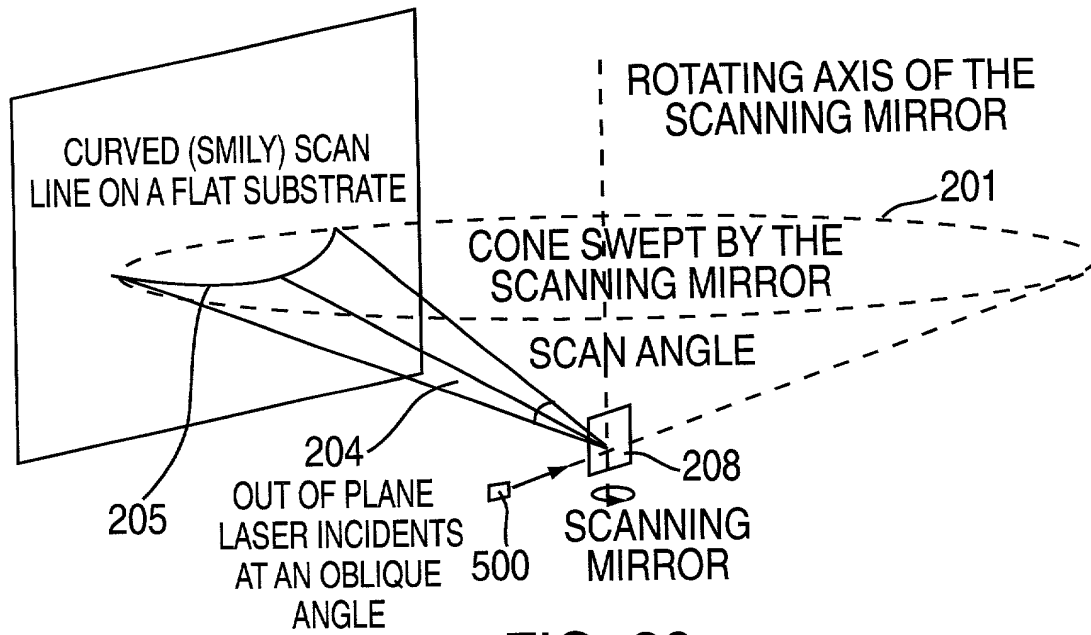 ROTATING AXIS OF THE
SCANNING MIRROR
CURVED (SMILY) SCAN
LINE ON A FLAT SUBSTRATE
201
CONE SWEPT BY THE
SCANNING MIRROR
SCAN ANGLE
204
205
208
OUT OF PLANE
LASER INCIDENTS
AT AN OBLIQUE
ANGLE
500
SCANNING
MIRROR